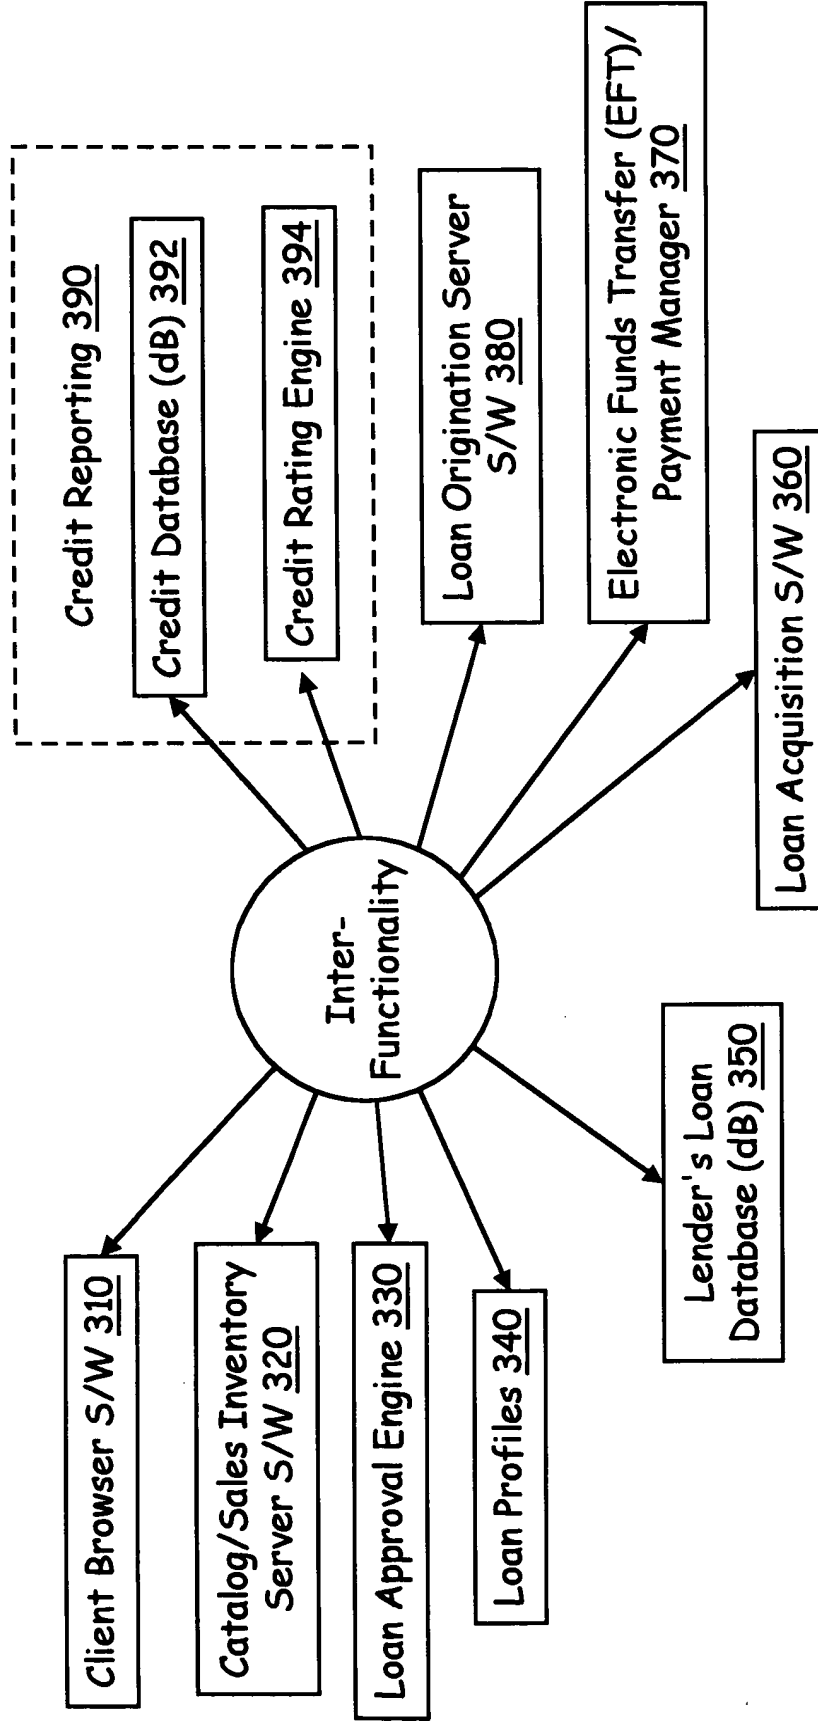 Client Browser S/W 310
Catalog/Sales Inventory
Server S/W 320
Loan Approval Engine 330
Loan Profiles 340
Lender's Loan
Database (dB) 350
Inter-
Functionality
Credit Reporting 390
Credit Database (dB) 392
Credit Rating Engine 394
Loan Origination Server
S/W 380
Electronic Funds Transfer (EFT)/
Payment Manager 370
Loan Acquisition S/W 360